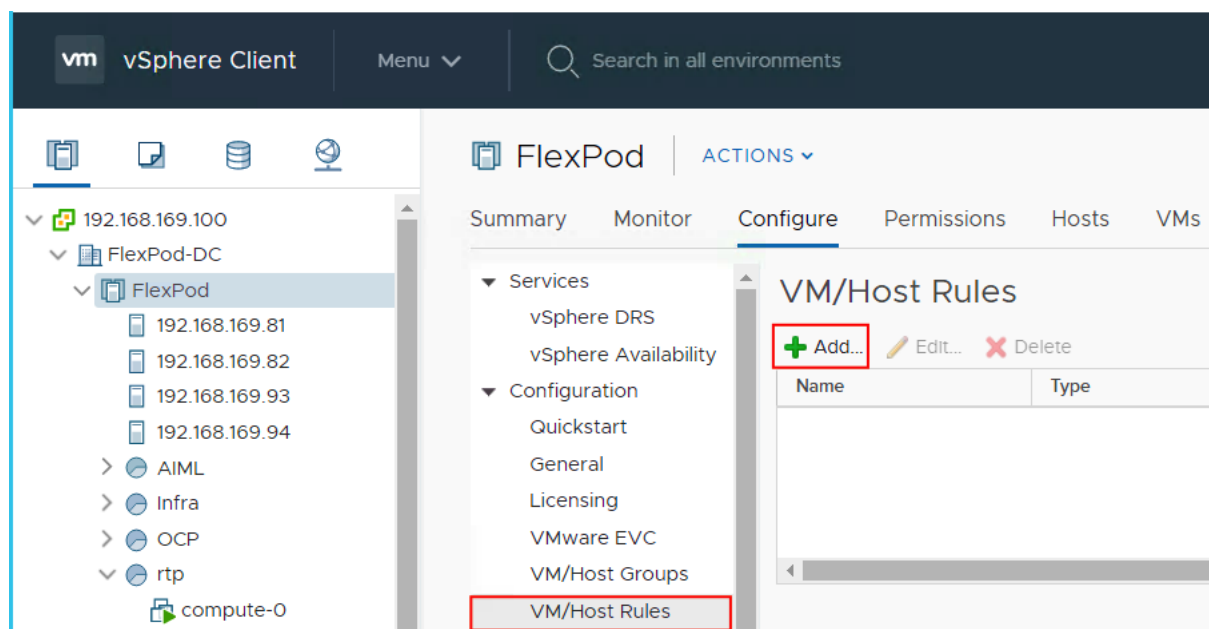 vm vSphere Client Menu Search in all environments
FlexPod ACTIONS
Summary Monitor Configure Permissions Hosts VMs
192.168.169.100
FlexPod-DC
FlexPod
192.168.169.81
192.168.169.82
192.168.169.93
192.168.169.94
AIML
Infra
OCP
rtp
compute-0
Services
vSphere DRS
vSphere Availability
Configuration
Quickstart
General
Licensing
VMware EVC
VM/Host Groups
VM/Host Rules
VM/Host Rules
Add... Edit... Delete
Name Type